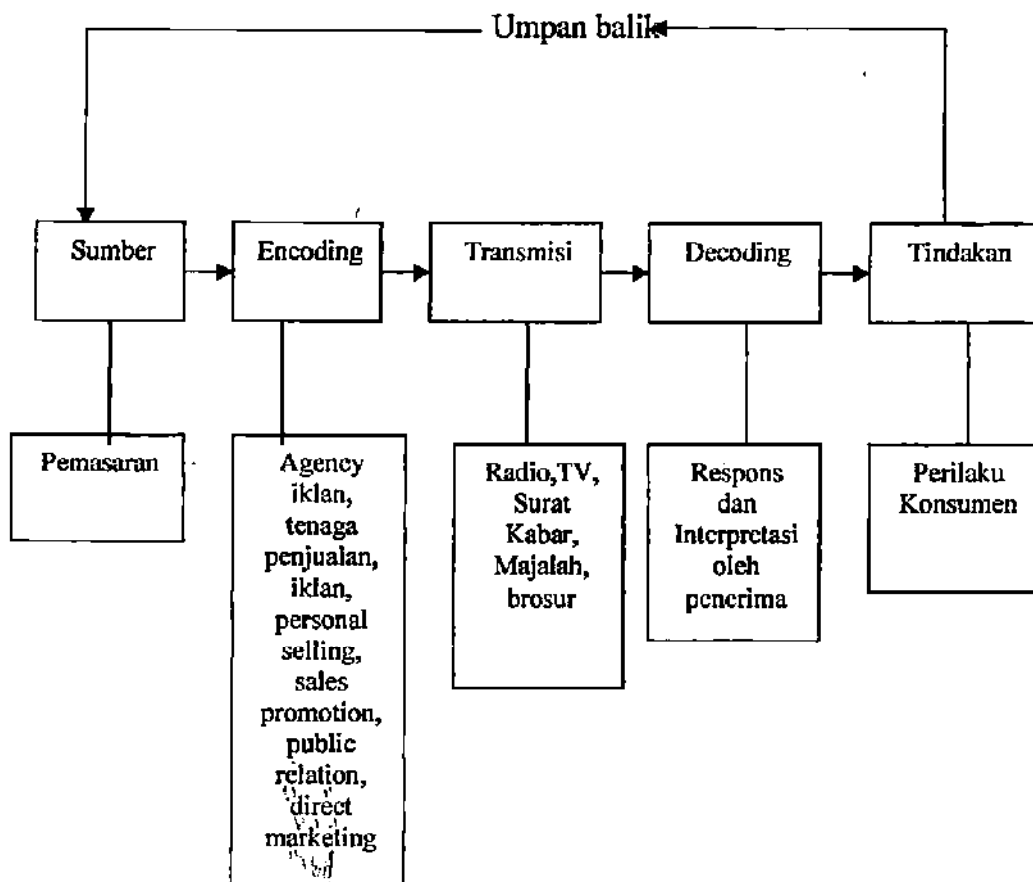 Umpan balik
Sumber
Encoding
Transmisi
Decoding
Tindakan
Pemasaran
Agency
iklan,
tenaga
penjualan,
iklan,
personal
selling,
sales
promotion,
public
relation,
direct
marketing
Radio,TV,
Surat
Kabar,
Majalah,
brosur
Respons
dan
Interpretasi
oleh
penerima
Perilaku
Konsumen